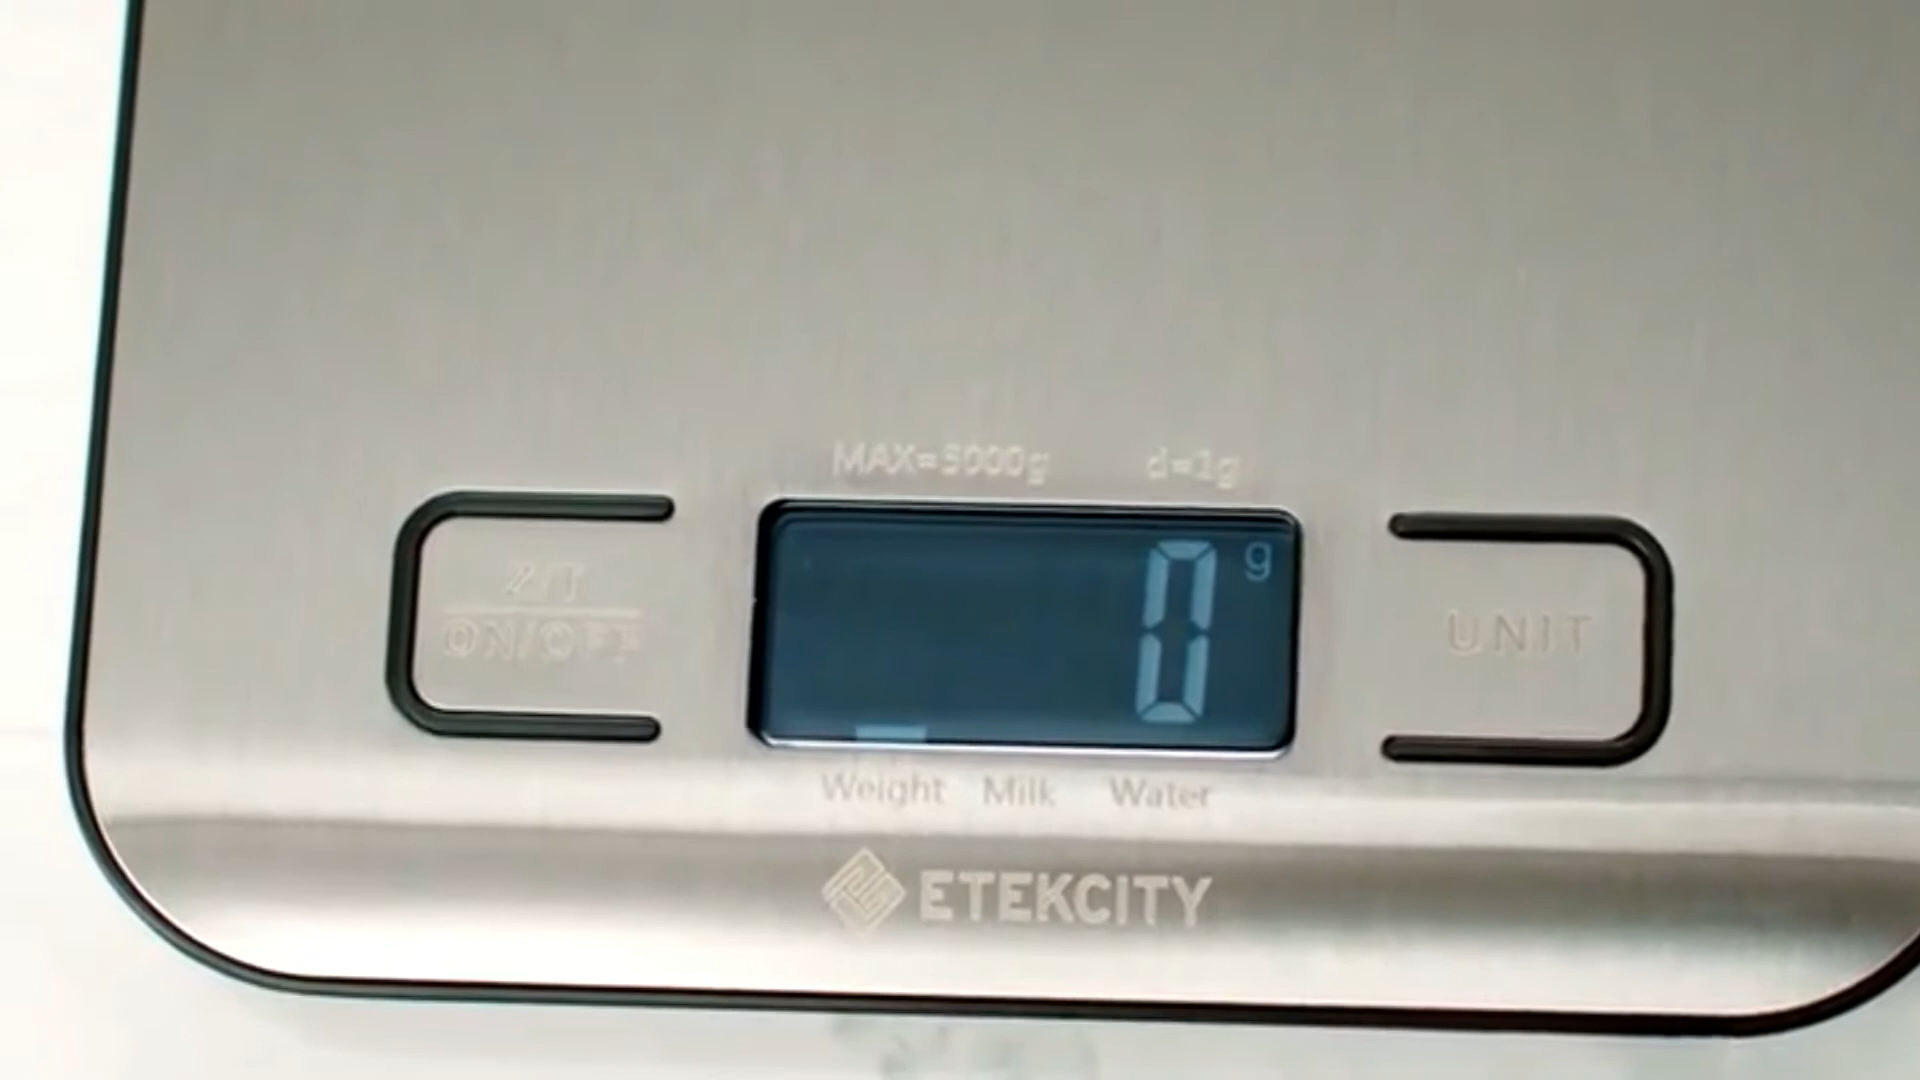 MAX=5000g d=1g
0 g
Z/T
ON/OFF
UNIT
Weight Milk Water
ETEKCITY